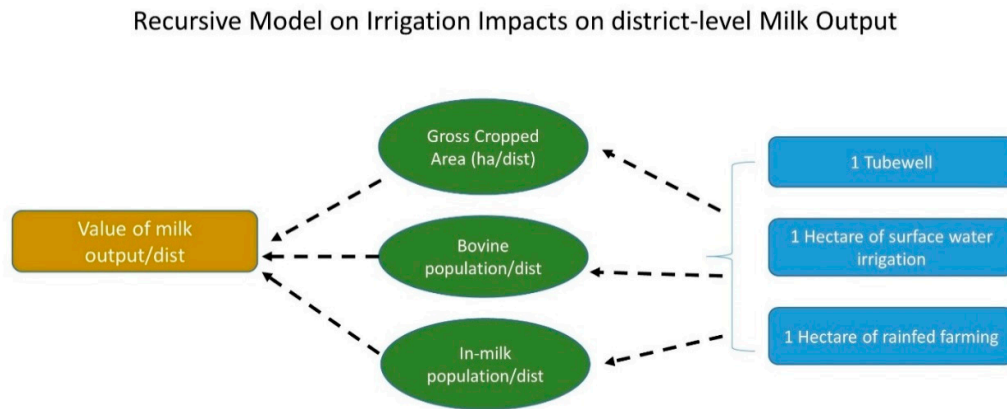 Recursive Model on Irrigation Impacts on district-level Milk Output
Gross Cropped
Area (ha/dist)
1 Tubewell
Value of milk
output/dist
Bovine
population/dist
1 Hectare of surface water
irrigation
In-milk
population/dist
1 Hectare of rainfed farming